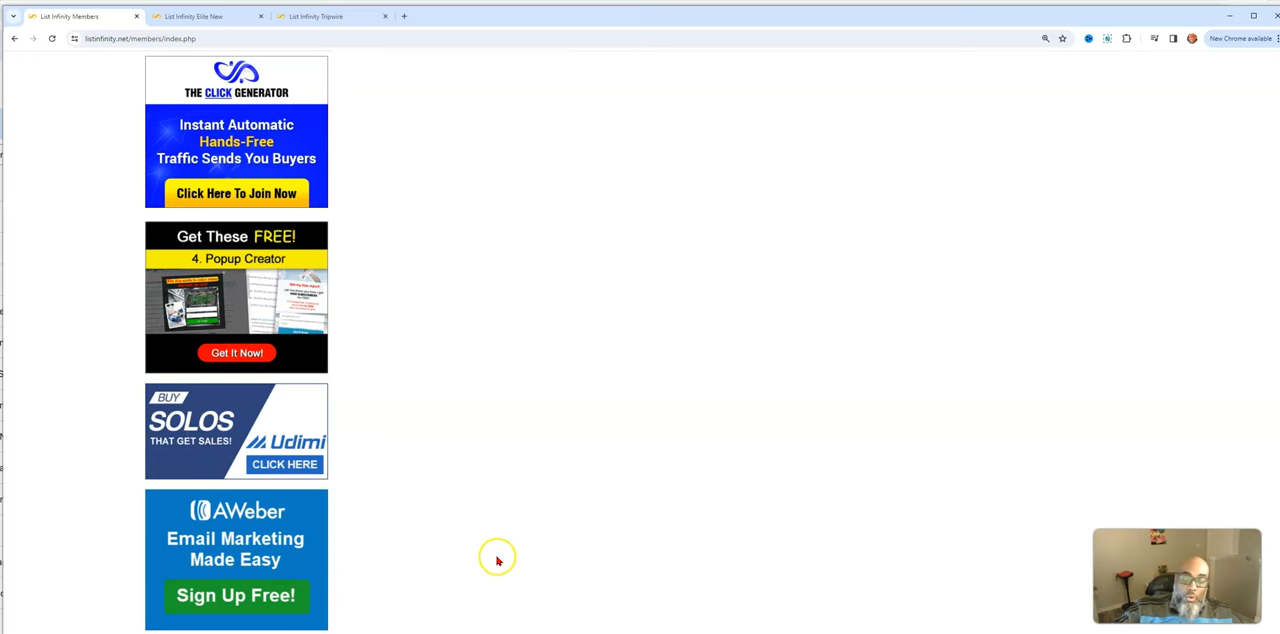 List Infinity Members
List Infinity Elite New
List Infinity Tripwire
listinfinity.net/members/index.php
New Chrome available
THE CLICK GENERATOR
Instant Automatic
Hands-Free
Traffic Sends You Buyers
Click Here To Join Now
Get These FREE!
4. Popup Creator
Get It Now!
BUY
SOLOS
THAT GET SALES!
Udimi
CLICK HERE
AWeber
Email Marketing
Made Easy
Sign Up Free!